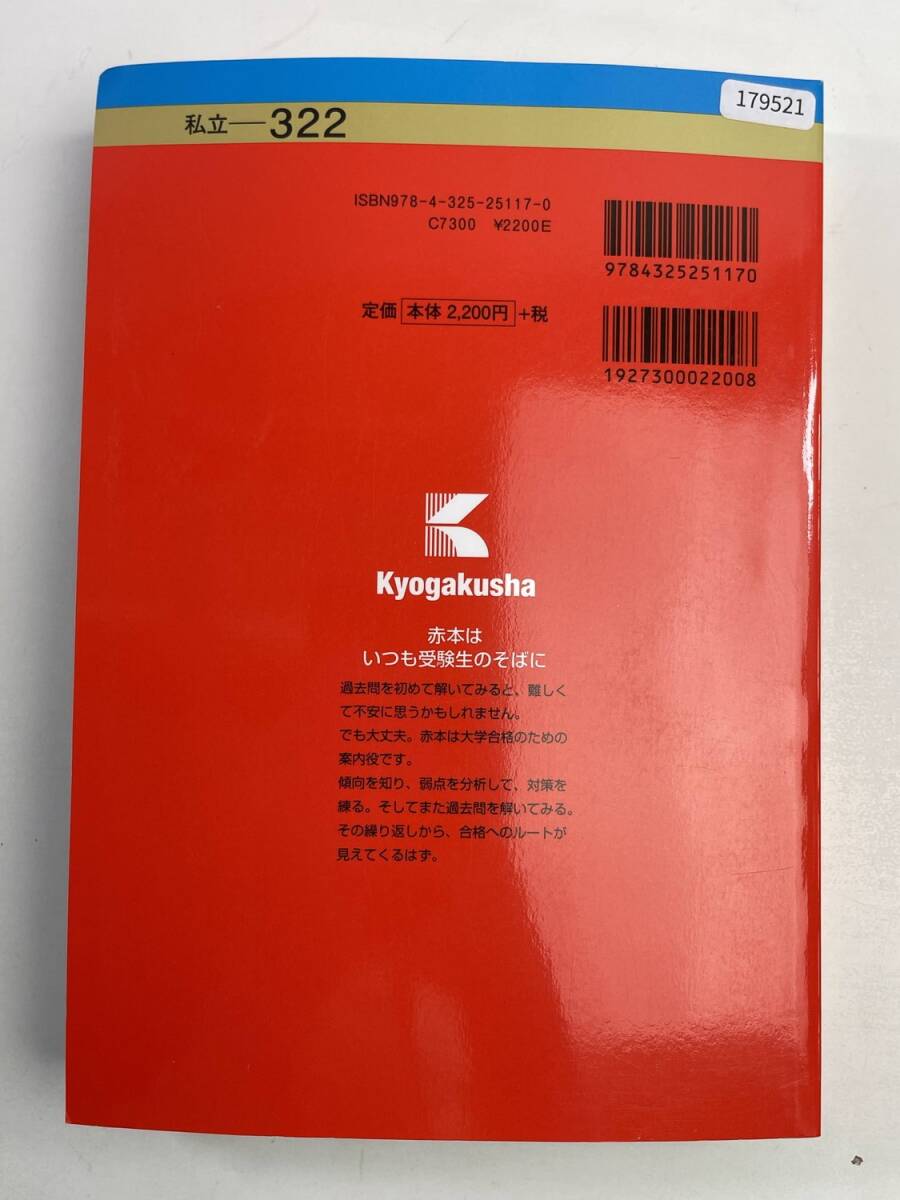 179521
私立―322
ISBN978-4-325-25117-0
C7300 ¥2200E
9784325251170
定価 本体 2,200円 +税
1927300022008
Kyogakusha
赤本は
いつも受験生のそばに
過去問を初めて解いてみると、難しく
て不安に思うかもしれません。
でも大丈夫。赤本は大学合格のための
案内役です。
傾向を知り、弱点を分析して、対策を
練る。そしてまた過去問を解いてみる。
その繰り返しから、合格へのルートが
見えてくるはず。